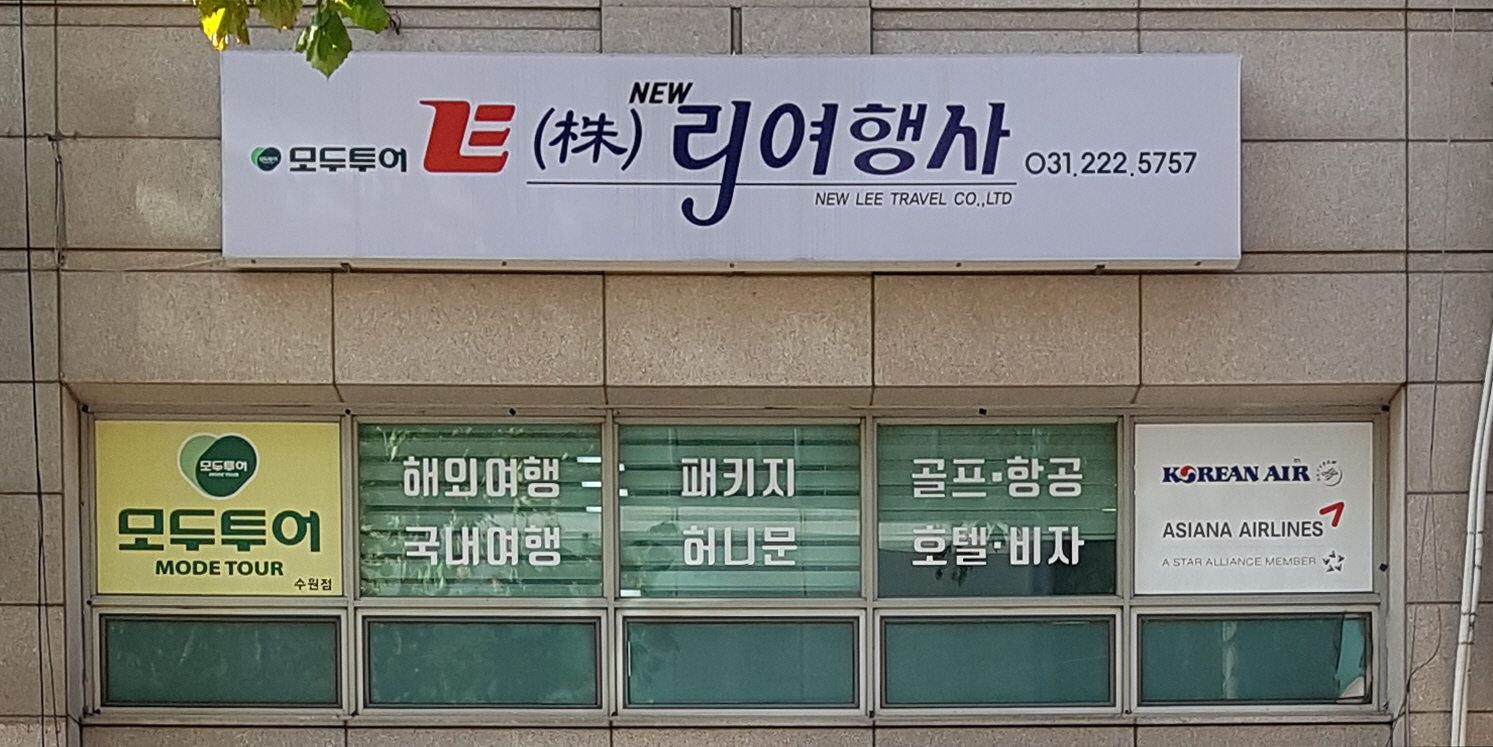 모두투어 (株) NEW 리여행사 031.222.5757
NEW LEE TRAVEL CO.,LTD
모두투어
MODE TOUR
모두투어
MODE TOUR
수원점
해외여행
국내여행
패키지
허니문
골프·항공
호텔·비자
KOREAN AIR
ASIANA AIRLINES
A STAR ALLIANCE MEMBER